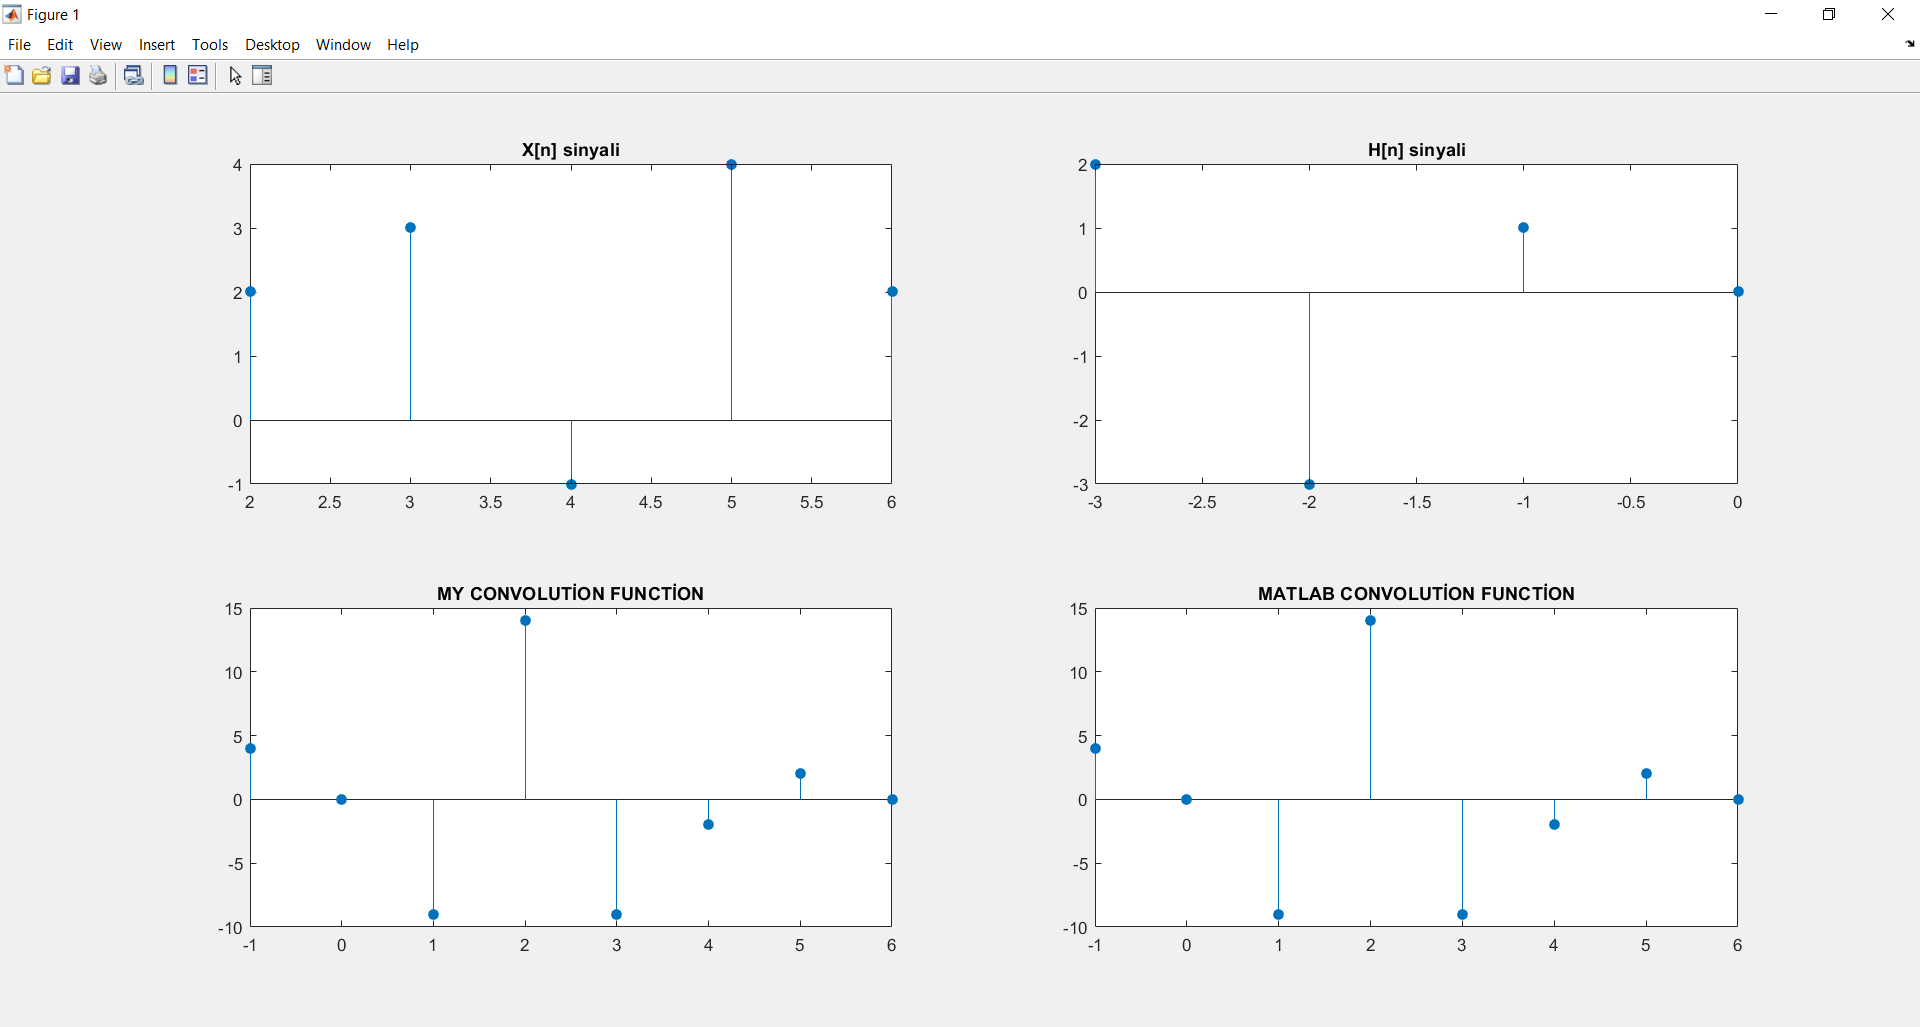 Figure 1
File Edit View Insert Tools Desktop Window Help
X[n] sinyali
4
3
2
1
0
-1
2 2.5 3 3.5 4 4.5 5 5.5 6
H[n] sinyali
2
1
0
-1
-2
-3
-3 -2.5 -2 -1.5 -1 -0.5 0
MY CONVOLUTİON FUNCTİON
15
10
5
0
-5
-10
-1 0 1 2 3 4 5 6
MATLAB CONVOLUTİON FUNCTİON
15
10
5
0
-5
-10
-1 0 1 2 3 4 5 6